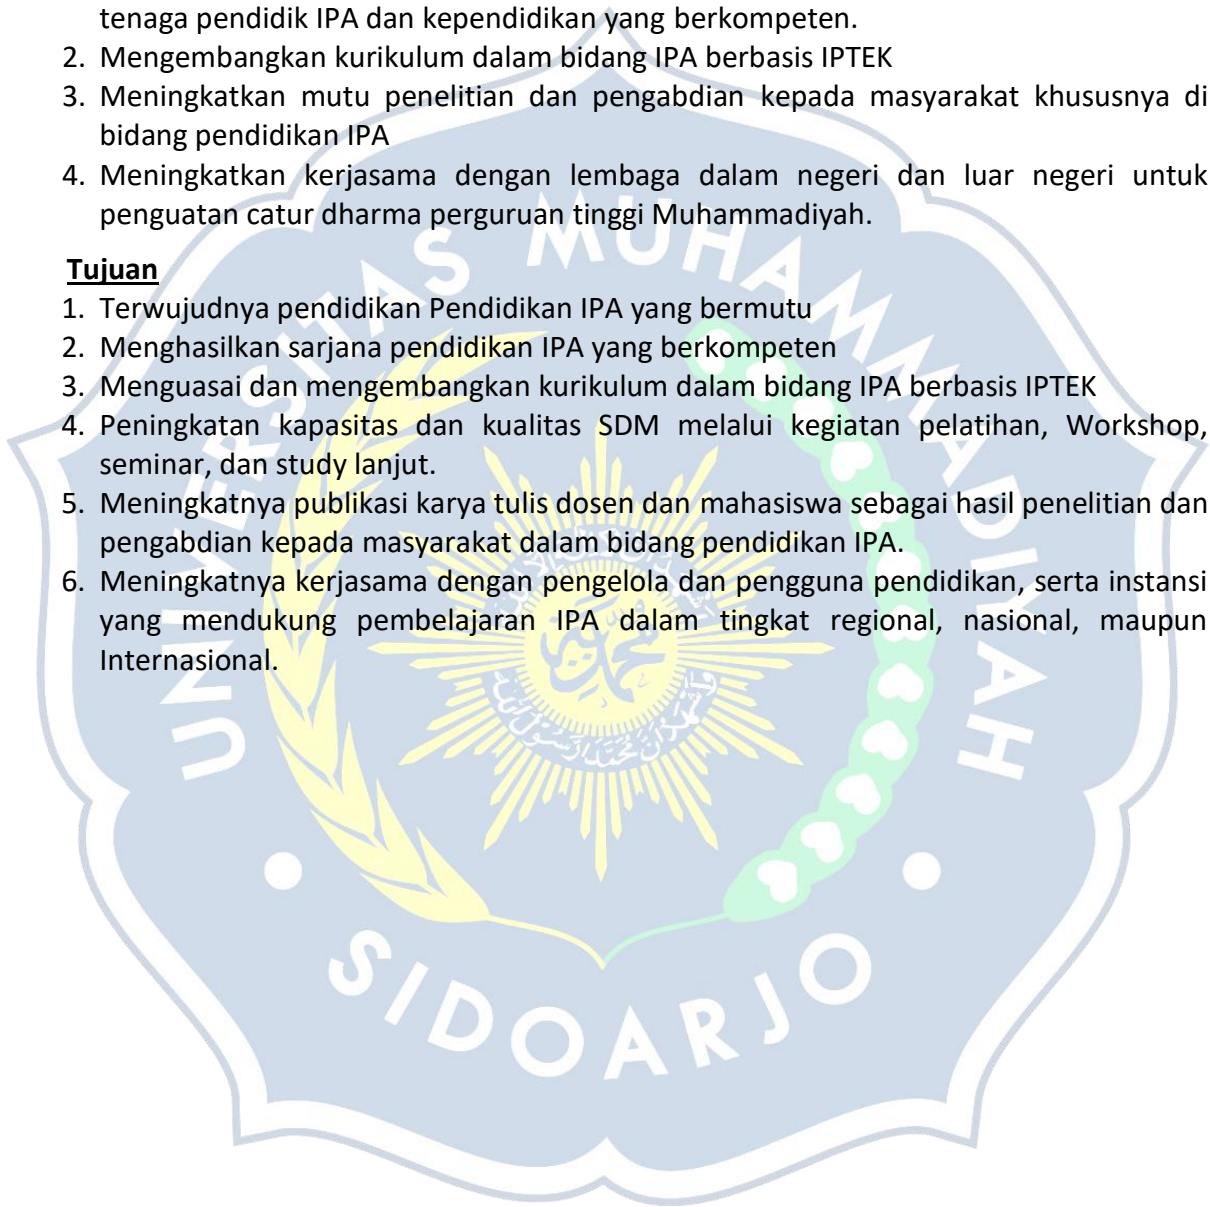 tenaga pendidik IPA dan kependidikan yang berkompeten.
2. Mengembangkan kurikulum dalam bidang IPA berbasis IPTEK
3. Meningkatkan mutu penelitian dan pengabdian kepada masyarakat khususnya di
bidang pendidikan IPA
4. Meningkatkan kerjasama dengan lembaga dalam negeri dan luar negeri untuk
penguatan catur dharma perguruan tinggi Muhammadiyah.
Tujuan
1. Terwujudnya pendidikan Pendidikan IPA yang bermutu
2. Menghasilkan sarjana pendidikan IPA yang berkompeten
3. Menguasai dan mengembangkan kurikulum dalam bidang IPA berbasis IPTEK
4. Peningkatan kapasitas dan kualitas SDM melalui kegiatan pelatihan, Workshop,
seminar, dan study lanjut.
5. Meningkatnya publikasi karya tulis dosen dan mahasiswa sebagai hasil penelitian dan
pengabdian kepada masyarakat dalam bidang pendidikan IPA.
6. Meningkatnya kerjasama dengan pengelola dan pengguna pendidikan, serta instansi
yang mendukung pembelajaran IPA dalam tingkat regional, nasional, maupun
Internasional.
UNIVERSITAS MUHAMMADIYAH
SIDOARJO